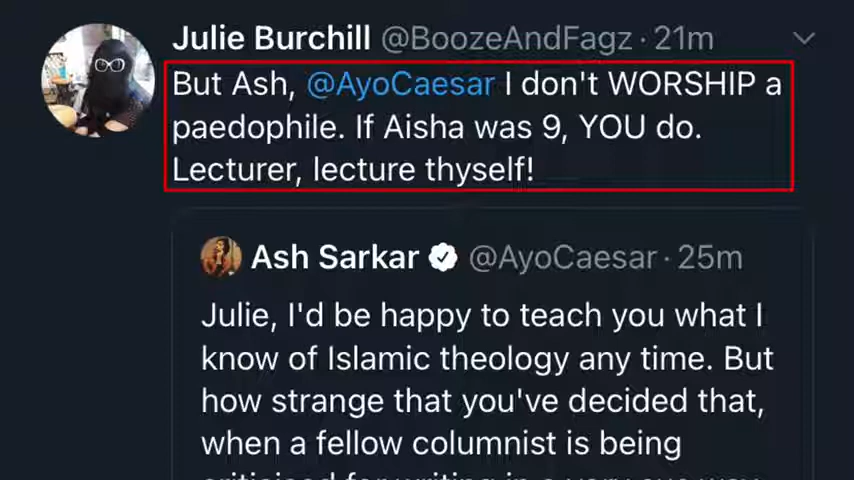 Julie Burchill @BoozeAndFagz · 21m
But Ash, @AyoCaesar I don't WORSHIP a
paedophile. If Aisha was 9, YOU do.
Lecturer, lecture thyself!
Ash Sarkar @AyoCaesar · 25m
Julie, I'd be happy to teach you what I
know of Islamic theology any time. But
how strange that you've decided that,
when a fellow columnist is being